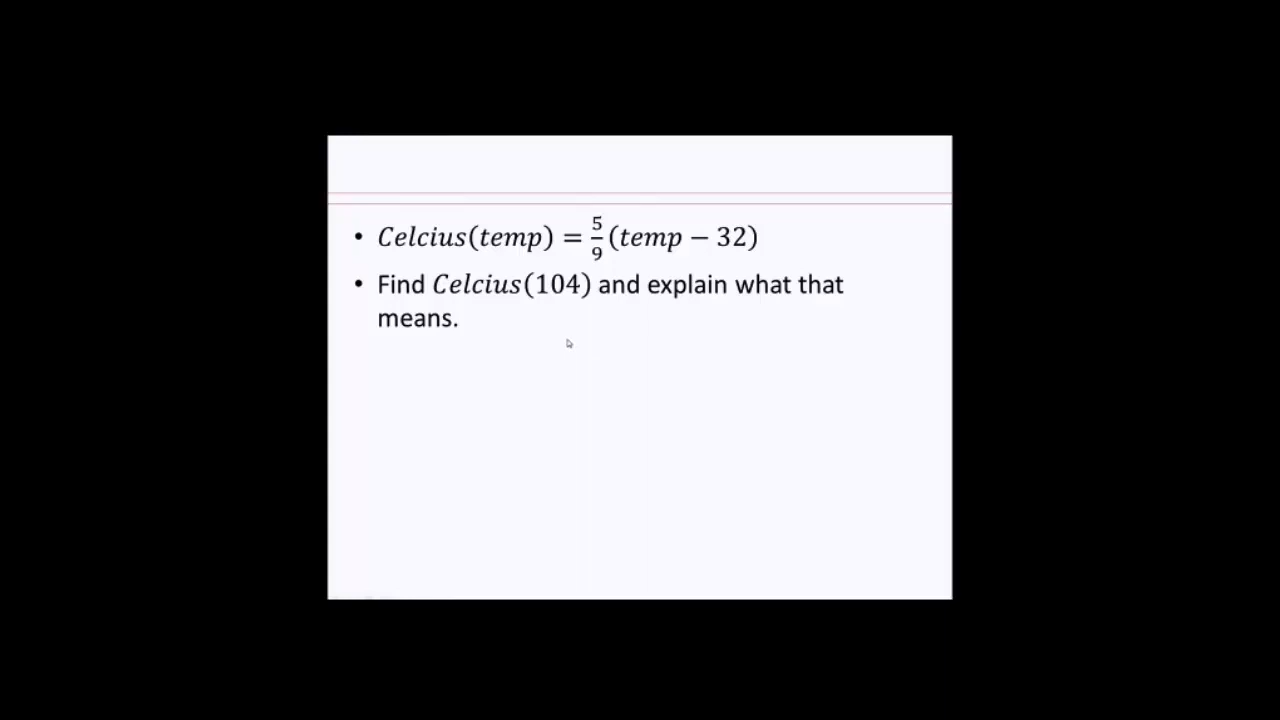 • Celcius(temp) = 5/9 (temp − 32)
• Find Celcius(104) and explain what that
means.